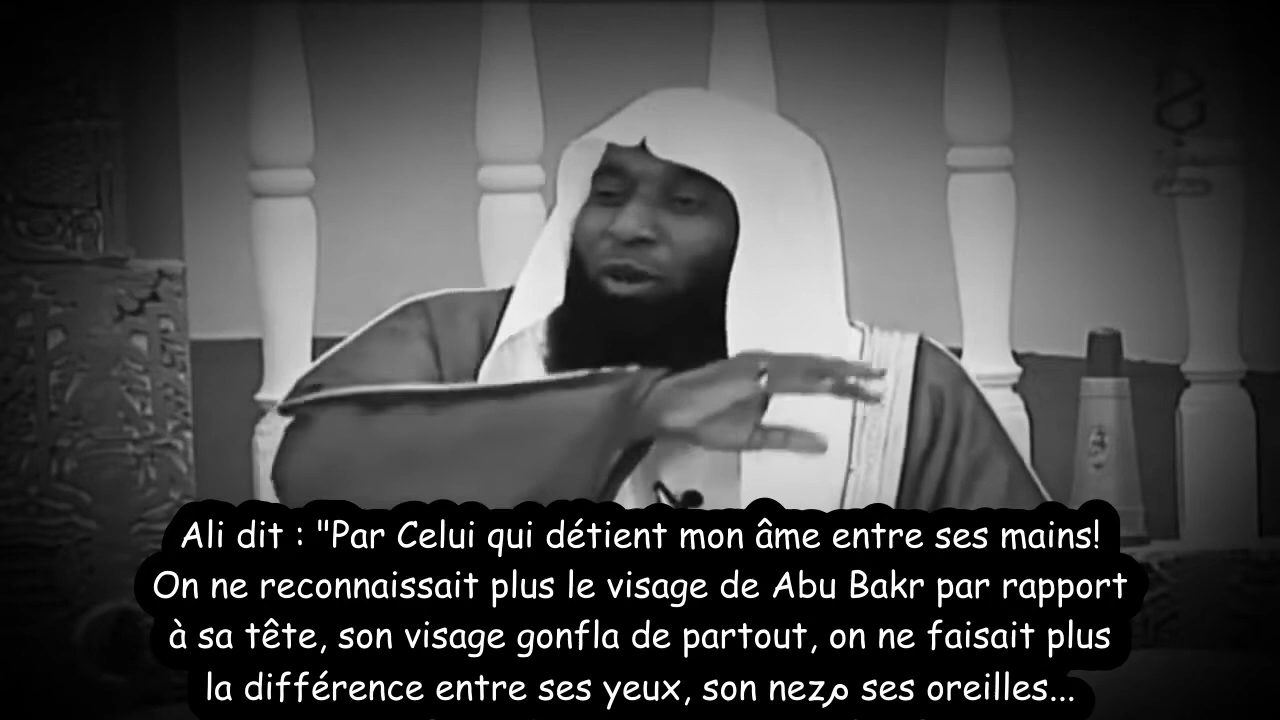 Ali dit : "Par Celui qui détient mon âme entre ses mains!
On ne reconnaissait plus le visage de Abu Bakr par rapport
à sa tête, son visage gonfla de partout, on ne faisait plus
la différence entre ses yeux, son nezم ses oreilles...